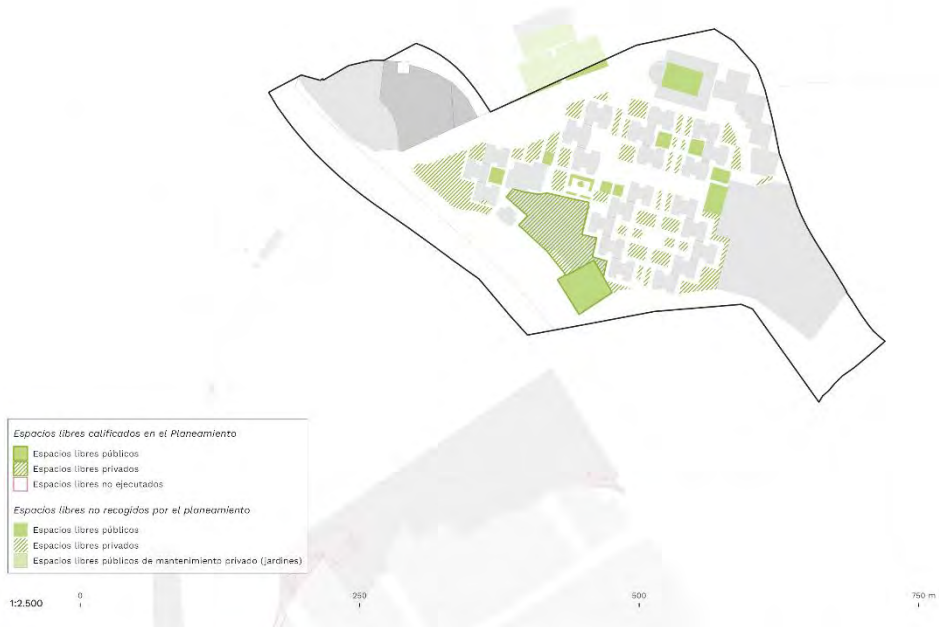 Espacios libres calificados en el Planeamiento
Espacios libres públicos
Espacios libres privados
Espacios libres no ejecutados
Espacios libres no recogidos por el planeamiento
Espacios libres públicos
Espacios libres privados
Espacios libres públicos de mantenimiento privado (jardines)
1:2.500 0 250 500 750 m